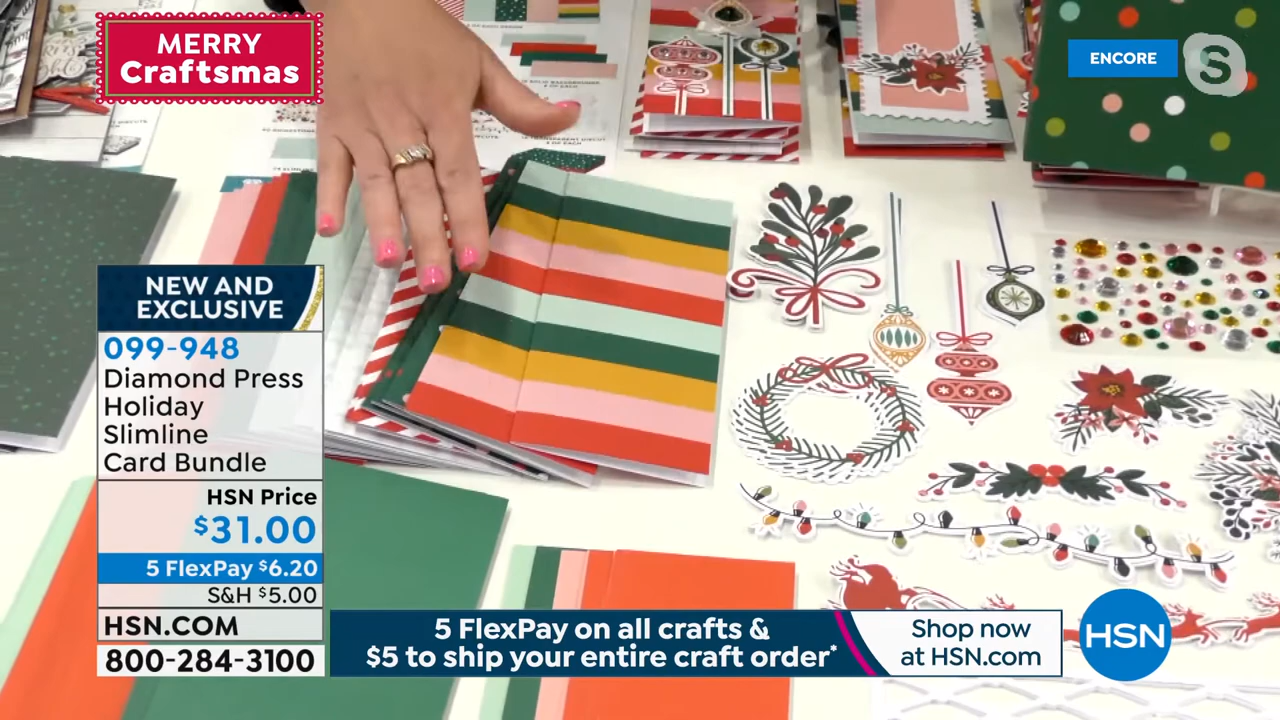 MERRY
Craftsmas
ENCORE
S
NEW AND
EXCLUSIVE
099-948
Diamond Press
Holiday
Slimline
Card Bundle
HSN Price
$31.00
5 FlexPay $6.20
S&H $5.00
HSN.COM
800-284-3100
5 FlexPay on all crafts &
$5 to ship your entire craft order*
Shop now
at HSN.com
HSN